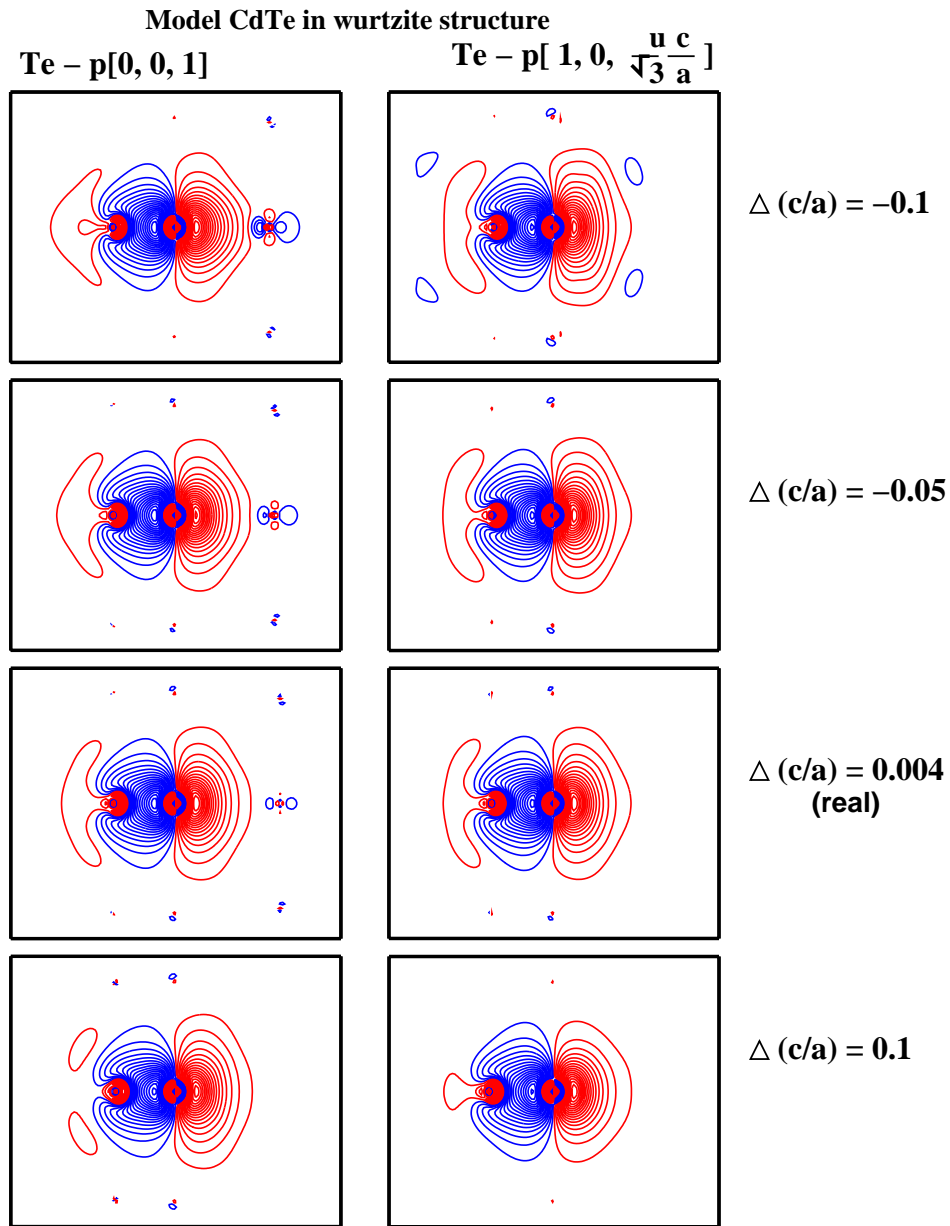 Model CdTe in wurtzite structure
Te – p[0, 0, 1]
Te – p[ 1, 0, u/√3 c/a ]
△ (c/a) = –0.1
△ (c/a) = –0.05
△ (c/a) = 0.004
(real)
△ (c/a) = 0.1